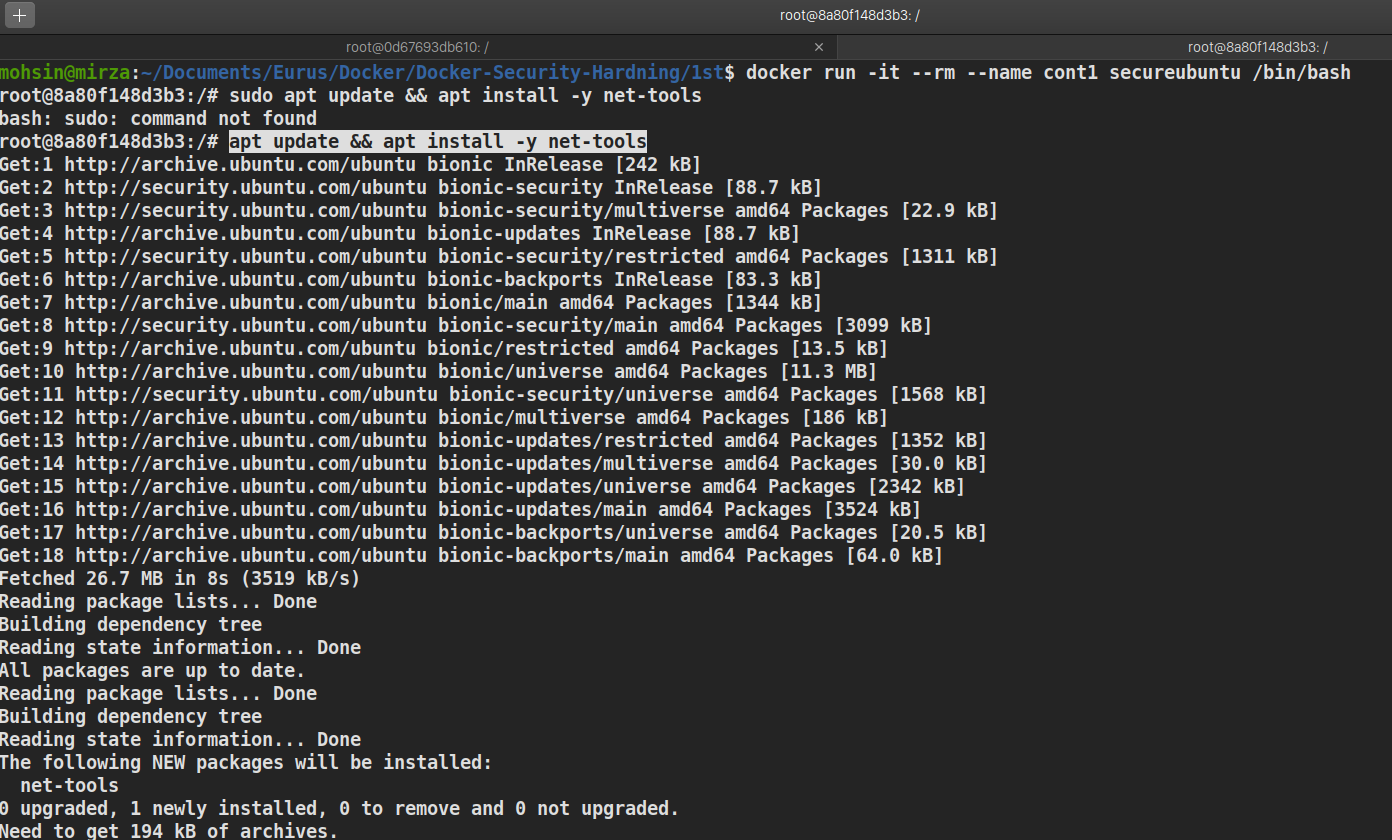 +
root@8a80f148d3b3: /
root@0d67693db610: / ×
root@8a80f148d3b3: /
mohsin@mirza:~/Documents/Eurus/Docker/Docker-Security-Hardning/1st$ docker run -it --rm --name cont1 secureubuntu /bin/bash
root@8a80f148d3b3:/# sudo apt update && apt install -y net-tools
bash: sudo: command not found
root@8a80f148d3b3:/# apt update && apt install -y net-tools
Get:1 http://archive.ubuntu.com/ubuntu bionic InRelease [242 kB]
Get:2 http://security.ubuntu.com/ubuntu bionic-security InRelease [88.7 kB]
Get:3 http://security.ubuntu.com/ubuntu bionic-security/multiverse amd64 Packages [22.9 kB]
Get:4 http://archive.ubuntu.com/ubuntu bionic-updates InRelease [88.7 kB]
Get:5 http://security.ubuntu.com/ubuntu bionic-security/restricted amd64 Packages [1311 kB]
Get:6 http://archive.ubuntu.com/ubuntu bionic-backports InRelease [83.3 kB]
Get:7 http://archive.ubuntu.com/ubuntu bionic/main amd64 Packages [1344 kB]
Get:8 http://security.ubuntu.com/ubuntu bionic-security/main amd64 Packages [3099 kB]
Get:9 http://archive.ubuntu.com/ubuntu bionic/restricted amd64 Packages [13.5 kB]
Get:10 http://archive.ubuntu.com/ubuntu bionic/universe amd64 Packages [11.3 MB]
Get:11 http://security.ubuntu.com/ubuntu bionic-security/universe amd64 Packages [1568 kB]
Get:12 http://archive.ubuntu.com/ubuntu bionic/multiverse amd64 Packages [186 kB]
Get:13 http://archive.ubuntu.com/ubuntu bionic-updates/restricted amd64 Packages [1352 kB]
Get:14 http://archive.ubuntu.com/ubuntu bionic-updates/multiverse amd64 Packages [30.0 kB]
Get:15 http://archive.ubuntu.com/ubuntu bionic-updates/universe amd64 Packages [2342 kB]
Get:16 http://archive.ubuntu.com/ubuntu bionic-updates/main amd64 Packages [3524 kB]
Get:17 http://archive.ubuntu.com/ubuntu bionic-backports/universe amd64 Packages [20.5 kB]
Get:18 http://archive.ubuntu.com/ubuntu bionic-backports/main amd64 Packages [64.0 kB]
Fetched 26.7 MB in 8s (3519 kB/s)
Reading package lists... Done
Building dependency tree
Reading state information... Done
All packages are up to date.
Reading package lists... Done
Building dependency tree
Reading state information... Done
The following NEW packages will be installed:
  net-tools
0 upgraded, 1 newly installed, 0 to remove and 0 not upgraded.
Need to get 194 kB of archives.